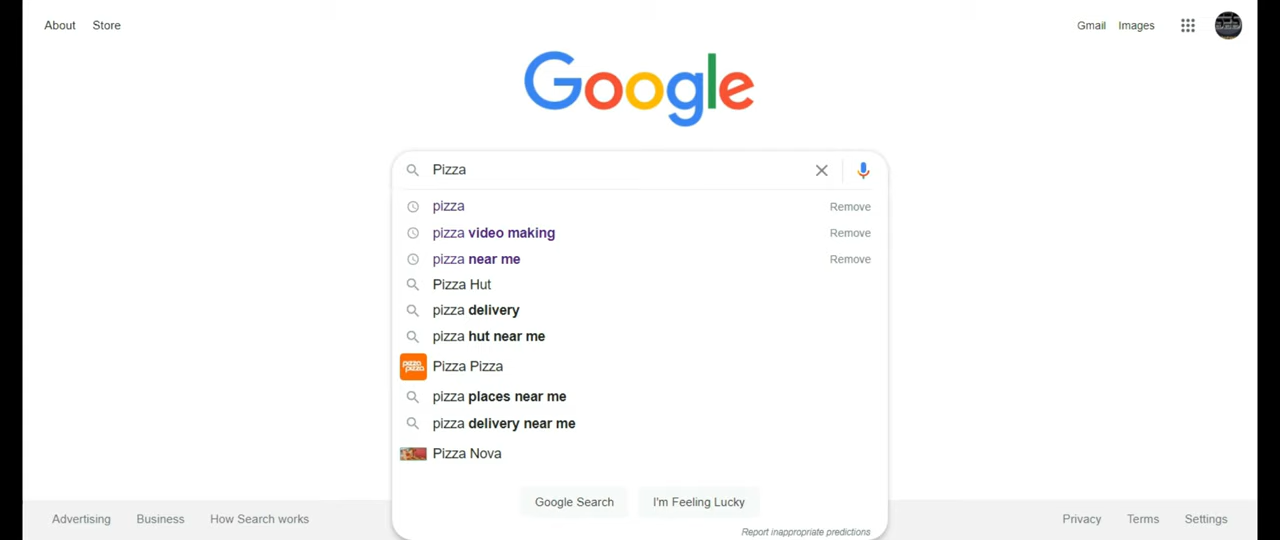 About Store Gmail Images
Google
Pizza
pizza Remove
pizza video making Remove
pizza near me Remove
Pizza Hut
pizza delivery
pizza hut near me
pizza pizza Pizza Pizza
pizza places near me
pizza delivery near me
Pizza Nova
Google Search I'm Feeling Lucky
Advertising Business How Search works Privacy Terms Settings
Report inappropriate predictions